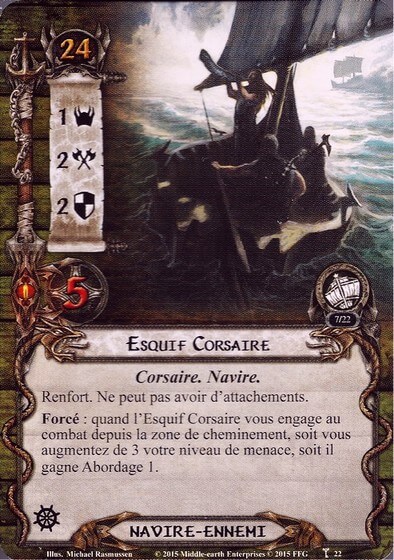 24
1
2
2
5
7/22
Esquif Corsaire
Corsaire. Navire.
Renfort. Ne peut pas avoir d'attachements.
Forcé : quand l'Esquif Corsaire vous engage au
combat depuis la zone de cheminement, soit vous
augmentez de 3 votre niveau de menace, soit il
gagne Abordage 1.
NAVIRE-ENNEMI
Illus. Michael Rasmussen © 2015 Middle-earth Enterprises © 2015 FFG 22